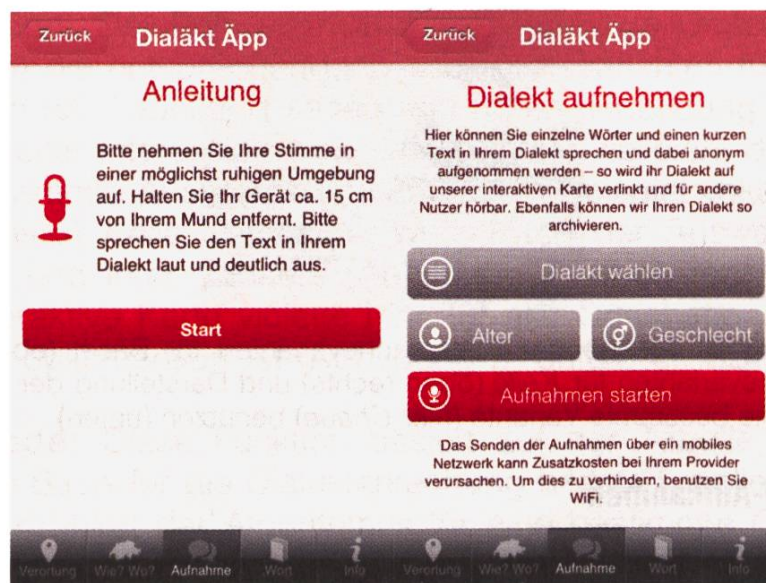 Zurück Dialäkt Äpp
Anleitung
Bitte nehmen Sie Ihre Stimme in
einer möglichst ruhigen Umgebung
auf. Halten Sie Ihr Gerät ca. 15 cm
von Ihrem Mund entfernt. Bitte
sprechen Sie den Text in Ihrem
Dialekt laut und deutlich aus.
Start
Verortung Wie? Wo? Aufnahme Wort Info
Zurück Dialäkt Äpp
Dialekt aufnehmen
Hier können Sie einzelne Wörter und einen kurzen
Text in Ihrem Dialekt sprechen und dabei anonym
aufgenommen werden – so wird ihr Dialekt auf
unserer interaktiven Karte verlinkt und für andere
Nutzer hörbar. Ebenfalls können wir Ihren Dialekt so
archivieren.
Dialäkt wählen
Alter Geschlecht
Aufnahmen starten
Das Senden der Aufnahmen über ein mobiles
Netzwerk kann Zusatzkosten bei Ihrem Provider
verursachen. Um dies zu verhindern, benutzen Sie
WiFi.
Verortung Wie? Wo? Aufnahme Wort Info